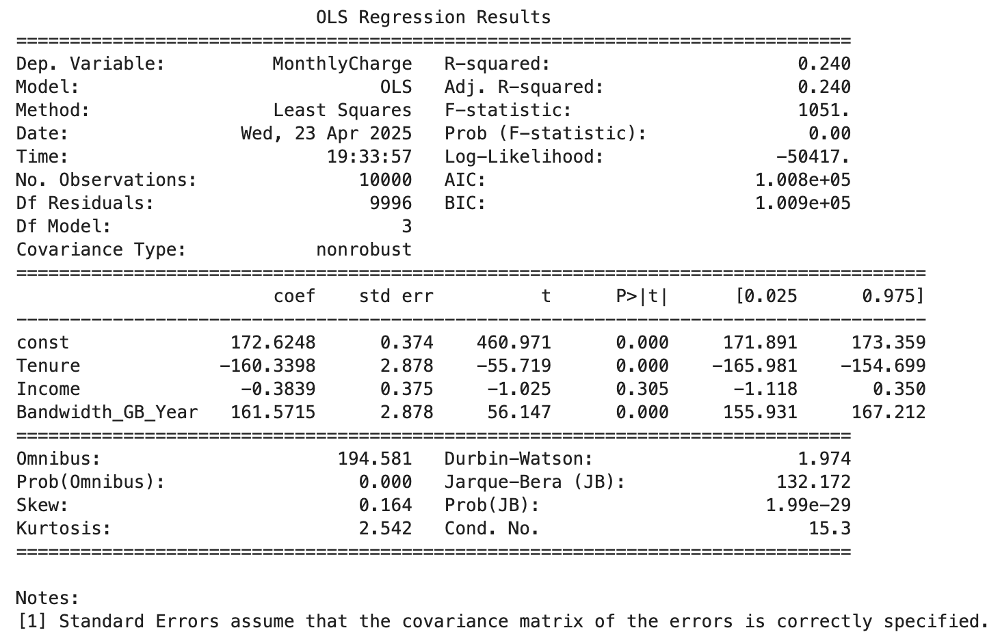 OLS Regression Results
==============================================================================
Dep. Variable:          MonthlyCharge   R-squared:                       0.240
Model:                            OLS   Adj. R-squared:                  0.240
Method:                 Least Squares   F-statistic:                     1051.
Date:                Wed, 23 Apr 2025   Prob (F-statistic):               0.00
Time:                        19:33:57   Log-Likelihood:                -50417.
No. Observations:               10000   AIC:                         1.008e+05
Df Residuals:                    9996   BIC:                         1.009e+05
Df Model:                           3
Covariance Type:            nonrobust
=====================================================================================
                        coef    std err          t      P>|t|      [0.025      0.975]
-------------------------------------------------------------------------------------
const               172.6248      0.374    460.971      0.000     171.891     173.359
Tenure             -160.3398      2.878    -55.719      0.000    -165.981    -154.699
Income               -0.3839      0.375     -1.025      0.305      -1.118       0.350
Bandwidth_GB_Year   161.5715      2.878     56.147      0.000     155.931     167.212
==============================================================================
Omnibus:                      194.581   Durbin-Watson:                   1.974
Prob(Omnibus):                  0.000   Jarque-Bera (JB):              132.172
Skew:                           0.164   Prob(JB):                     1.99e-29
Kurtosis:                       2.542   Cond. No.                         15.3
==============================================================================
Notes:
[1] Standard Errors assume that the covariance matrix of the errors is correctly specified.